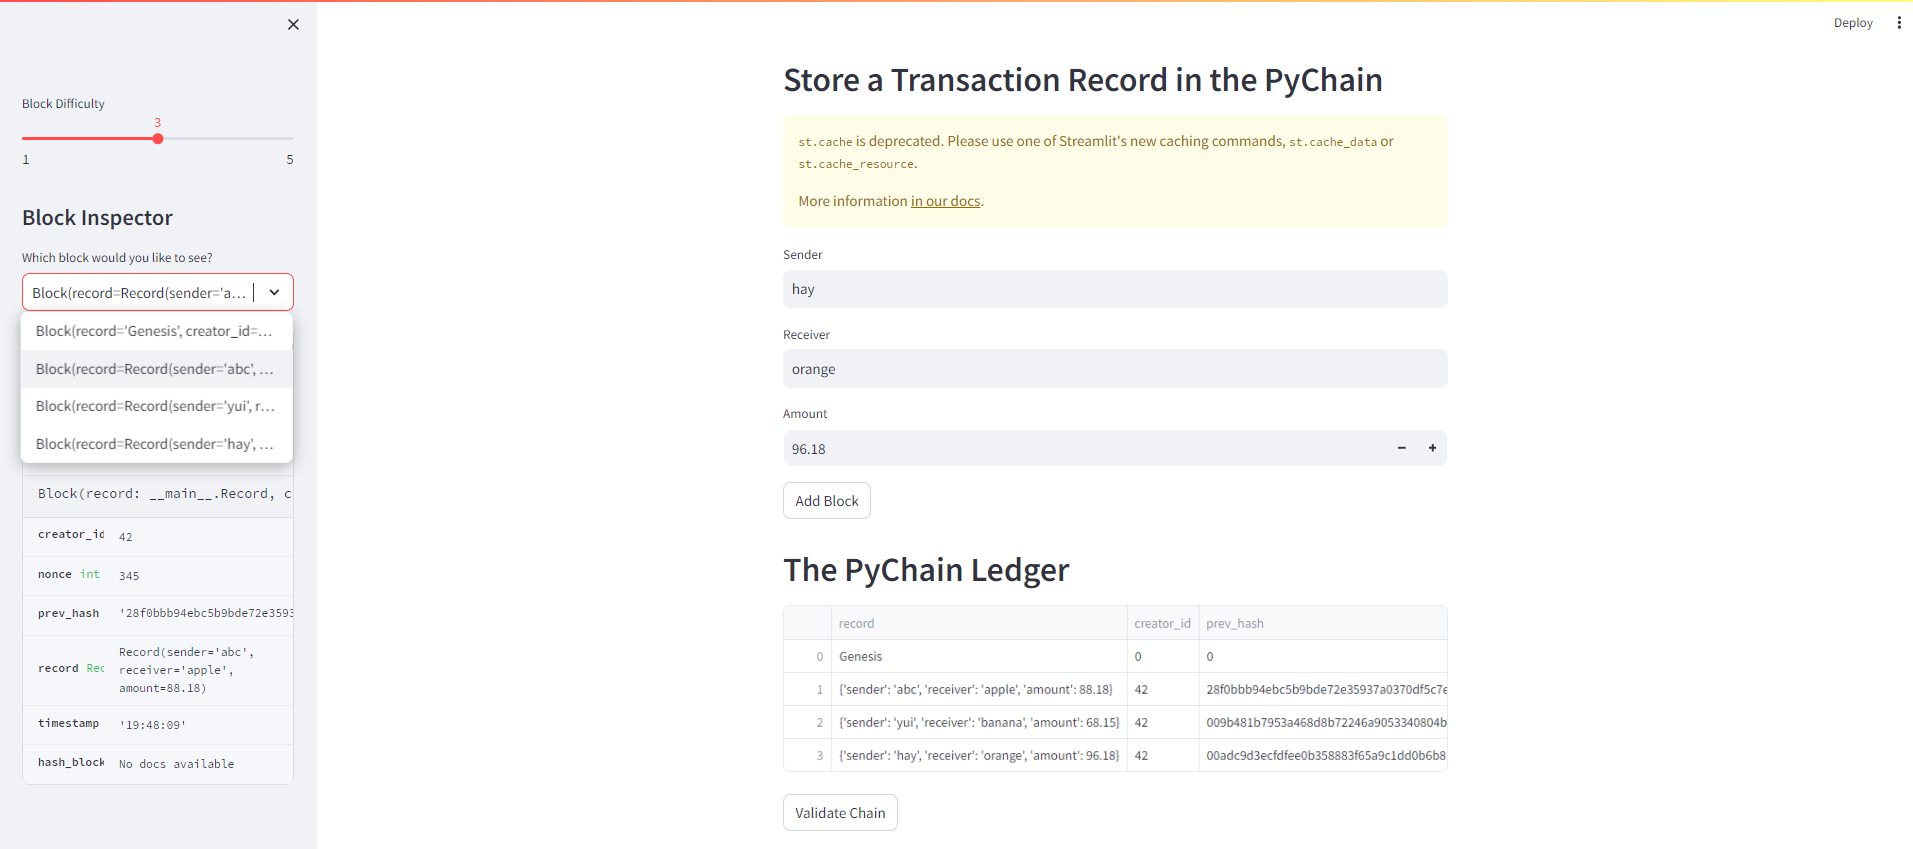 Deploy
Block Difficulty
3
1
5
Block Inspector
Which block would you like to see?
Block(record=Record(sender='a...
Block(record='Genesis', creator_id=...
Block(record=Record(sender='abc', ...
Block(record=Record(sender='yui', r...
Block(record=Record(sender='hay', ...
Block(record: __main__.Record, c
creator_id 42
nonce int 345
prev_hash '28f0bbb94ebc5b9bde72e3593
record Rec Record(sender='abc',
receiver='apple',
amount=88.18)
timestamp '19:48:09'
hash_block No docs available
Store a Transaction Record in the PyChain
st.cache is deprecated. Please use one of Streamlit's new caching commands, st.cache_data or
st.cache_resource.
More information in our docs.
Sender
hay
Receiver
orange
Amount
96.18
Add Block
The PyChain Ledger
record creator_id prev_hash
0 Genesis 0 0
1 {'sender': 'abc', 'receiver': 'apple', 'amount': 88.18} 42 28f0bbb94ebc5b9bde72e35937a0370df5c7e
2 {'sender': 'yui', 'receiver': 'banana', 'amount': 68.15} 42 009b481b7953a468d8b72246a9053340804b
3 {'sender': 'hay', 'receiver': 'orange', 'amount': 96.18} 42 00adc9d3ecfdfee0b358883f65a9c1dd0b6b8
Validate Chain